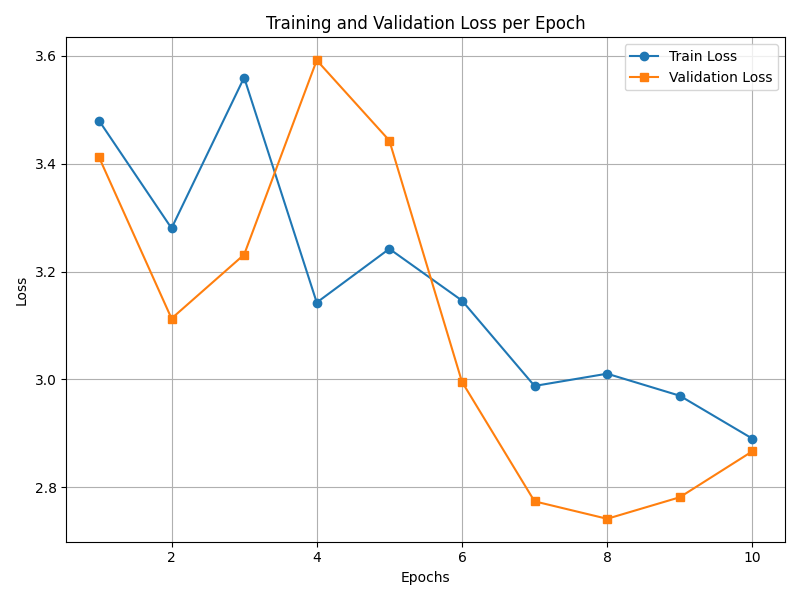 Training and Validation Loss per Epoch
Train Loss
Validation Loss
3.6
3.4
3.2
3.0
2.8
Loss
2 4 6 8 10
Epochs